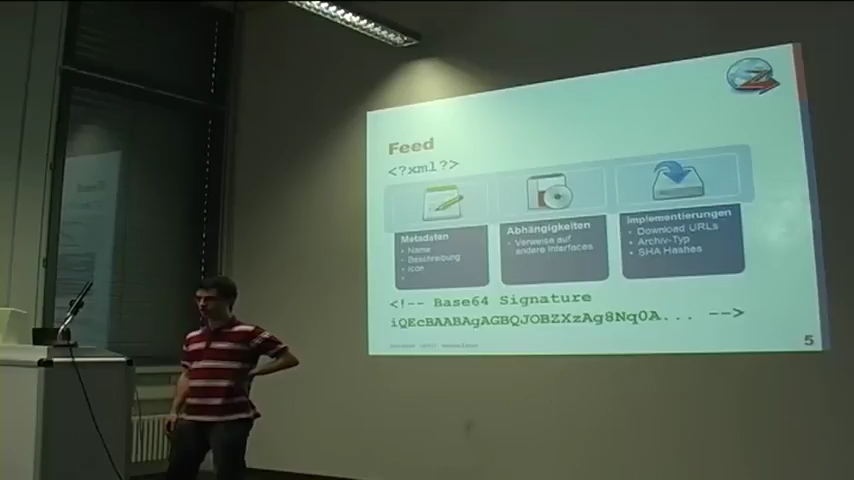 Feed
<?xml?>
Metadaten
• Name
• Beschreibung
• Icon
Abhängigkeiten
• Verweise auf
andere Interfaces
Implementierungen
• Download URLs
• Archiv-Typ
• SHA Hashes
<!-- Base64 Signature
iQEcBAABAgAGBQJOBZXzAg8Nq0A... -->
5